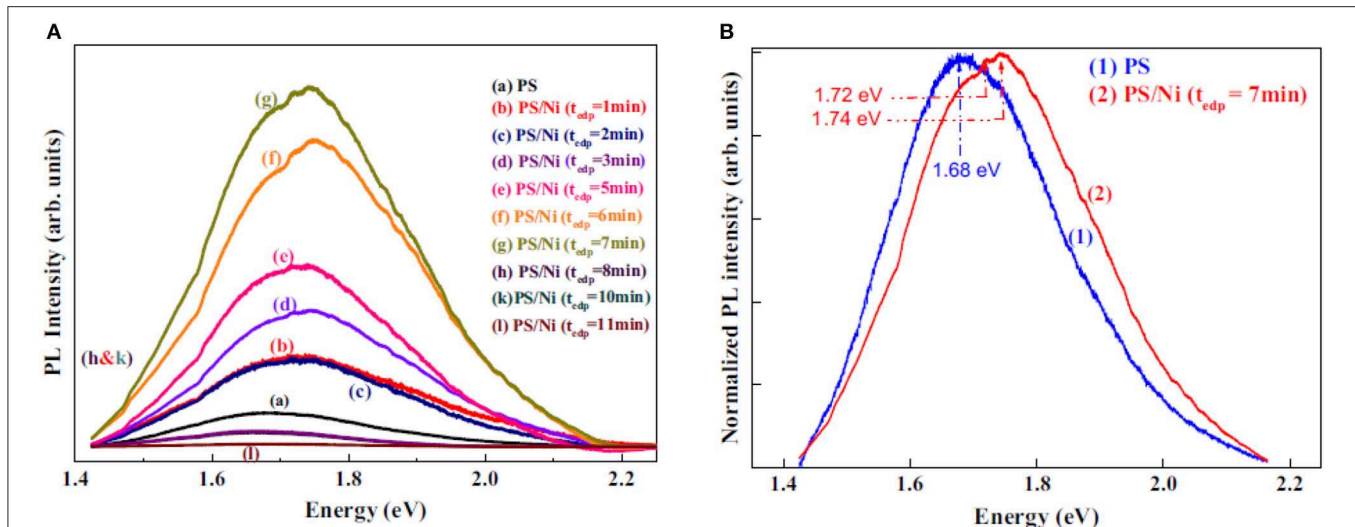 A
PL Intensity (arb. units)
(g)
(f)
(e)
(d)
(b)
(c)
(a)
(h&k)
(l)
(a) PS
(b) PS/Ni (tedp=1min)
(c) PS/Ni (tedp=2min)
(d) PS/Ni (tedp=3min)
(e) PS/Ni (tedp=5min)
(f) PS/Ni (tedp=6min)
(g) PS/Ni (tedp=7min)
(h) PS/Ni (tedp=8min)
(k)PS/Ni (tedp=10min)
(l) PS/Ni (tedp=11min)
1.4 1.6 1.8 2.0 2.2
Energy (eV)
B
Normalized PL intensity (arb. units)
(1) PS
(2) PS/Ni (tedp = 7min)
1.72 eV
1.74 eV
1.68 eV
(2)
(1)
1.4 1.6 1.8 2.0 2.2
Energy (eV)